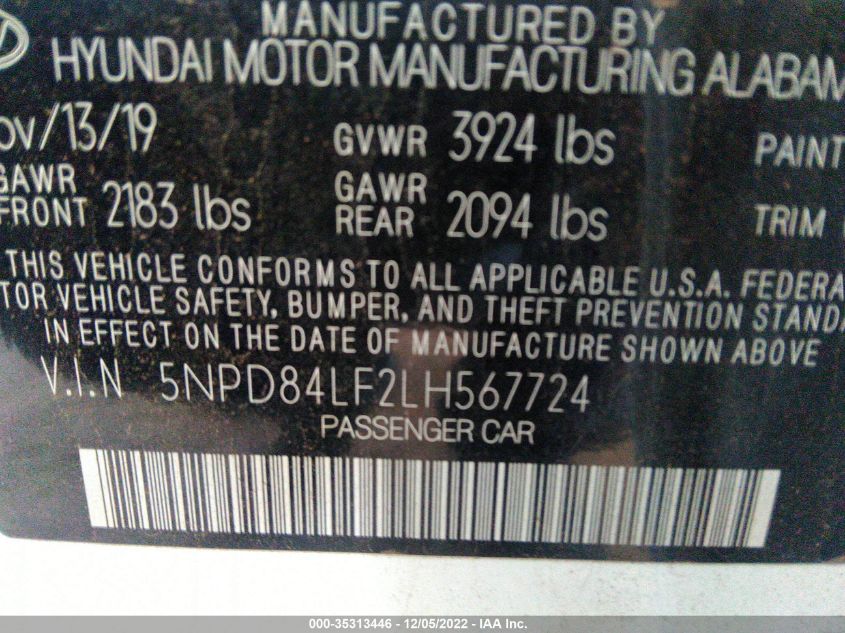 MANUFACTURED BY
HYUNDAI MOTOR MANUFACTURING ALABAM
ov/13/19 GVWR 3924 lbs PAINT
GAWR FRONT 2183 lbs GAWR REAR 2094 lbs TRIM
THIS VEHICLE CONFORMS TO ALL APPLICABLE U.S.A. FEDERA
TOR VEHICLE SAFETY, BUMPER, AND THEFT PREVENTION STANDA
IN EFFECT ON THE DATE OF MANUFACTURE SHOWN ABOVE
V.I.N 5NPD84LF2LH567724
PASSENGER CAR
000-35313446 - 12/05/2022 - IAA Inc.